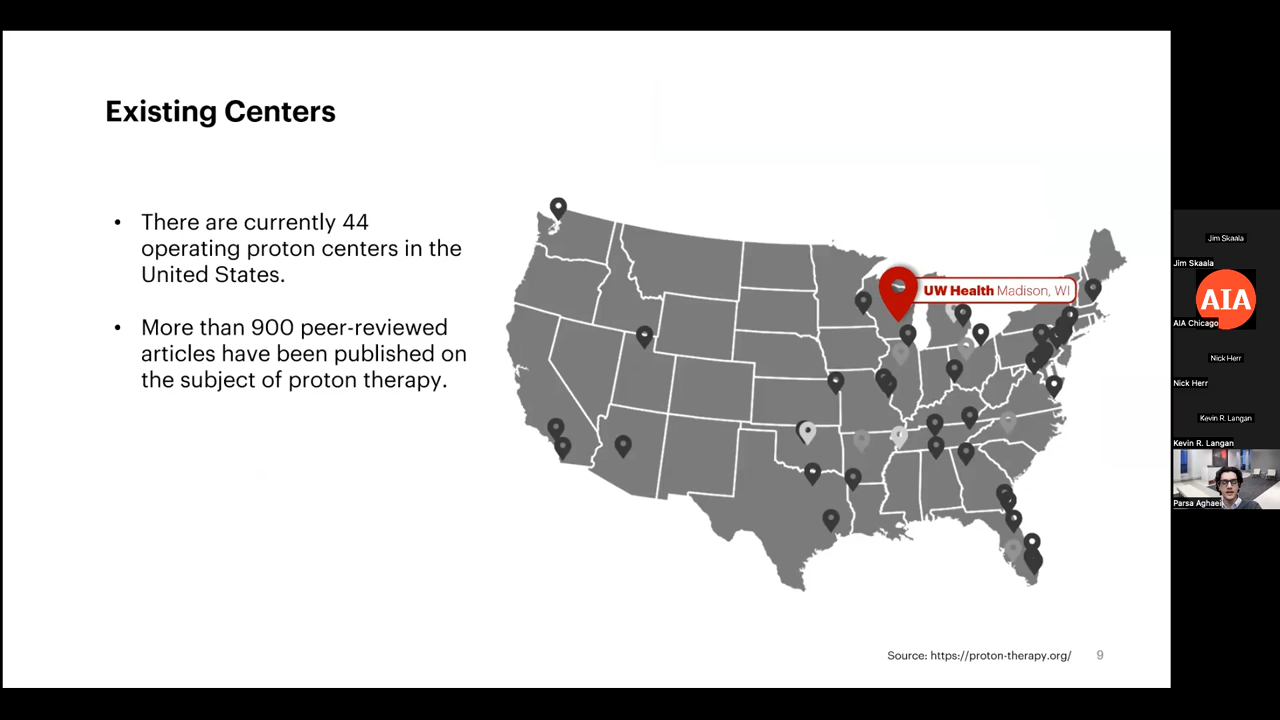 Existing Centers
• There are currently 44
operating proton centers in the
United States.
• More than 900 peer-reviewed
articles have been published on
the subject of proton therapy.
UW Health Madison, WI
Source: https://proton-therapy.org/
9
Jim Skaala
Jim Skaala
AIA
AIA Chicago
Nick Herr
Nick Herr
Kevin R. Langan
Kevin R. Langan
Parsa Aghaei